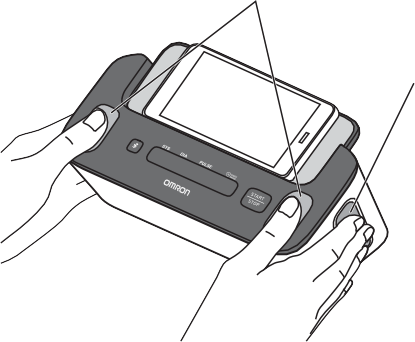 SYS
DIA
PULSE
OMRON
START
STOP